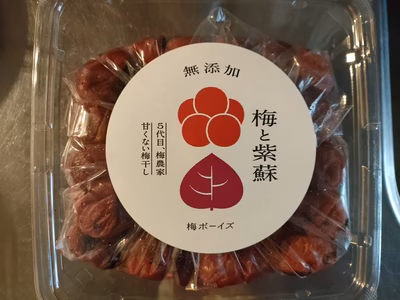 無添加
梅と紫蘇
5代目、梅農家
甘くない梅干し
梅ボーイズ